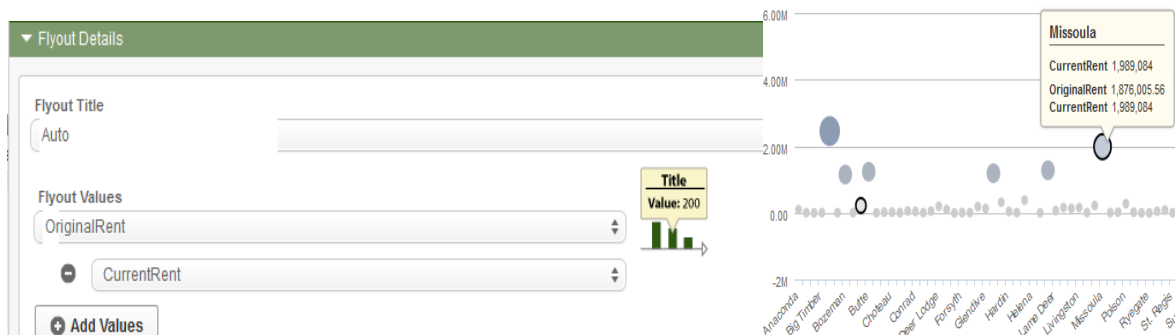 Flyout Details
Flyout Title
Auto
Flyout Values
OriginalRent
CurrentRent
Add Values
Title
Value: 200
6.00M
4.00M
2.00M
0.00
-2M
Missoula
CurrentRent 1,989,084
OriginalRent 1,876,005.56
CurrentRent 1,989,084
Anaconda
Big Timber
Bozeman
Butte
Choteau
Conrad
Deer Lodge
Forsyth
Glendive
Hardin
Helena
Lame Deer
Livingston
Missoula
Polson
Ryegate
St. Regis